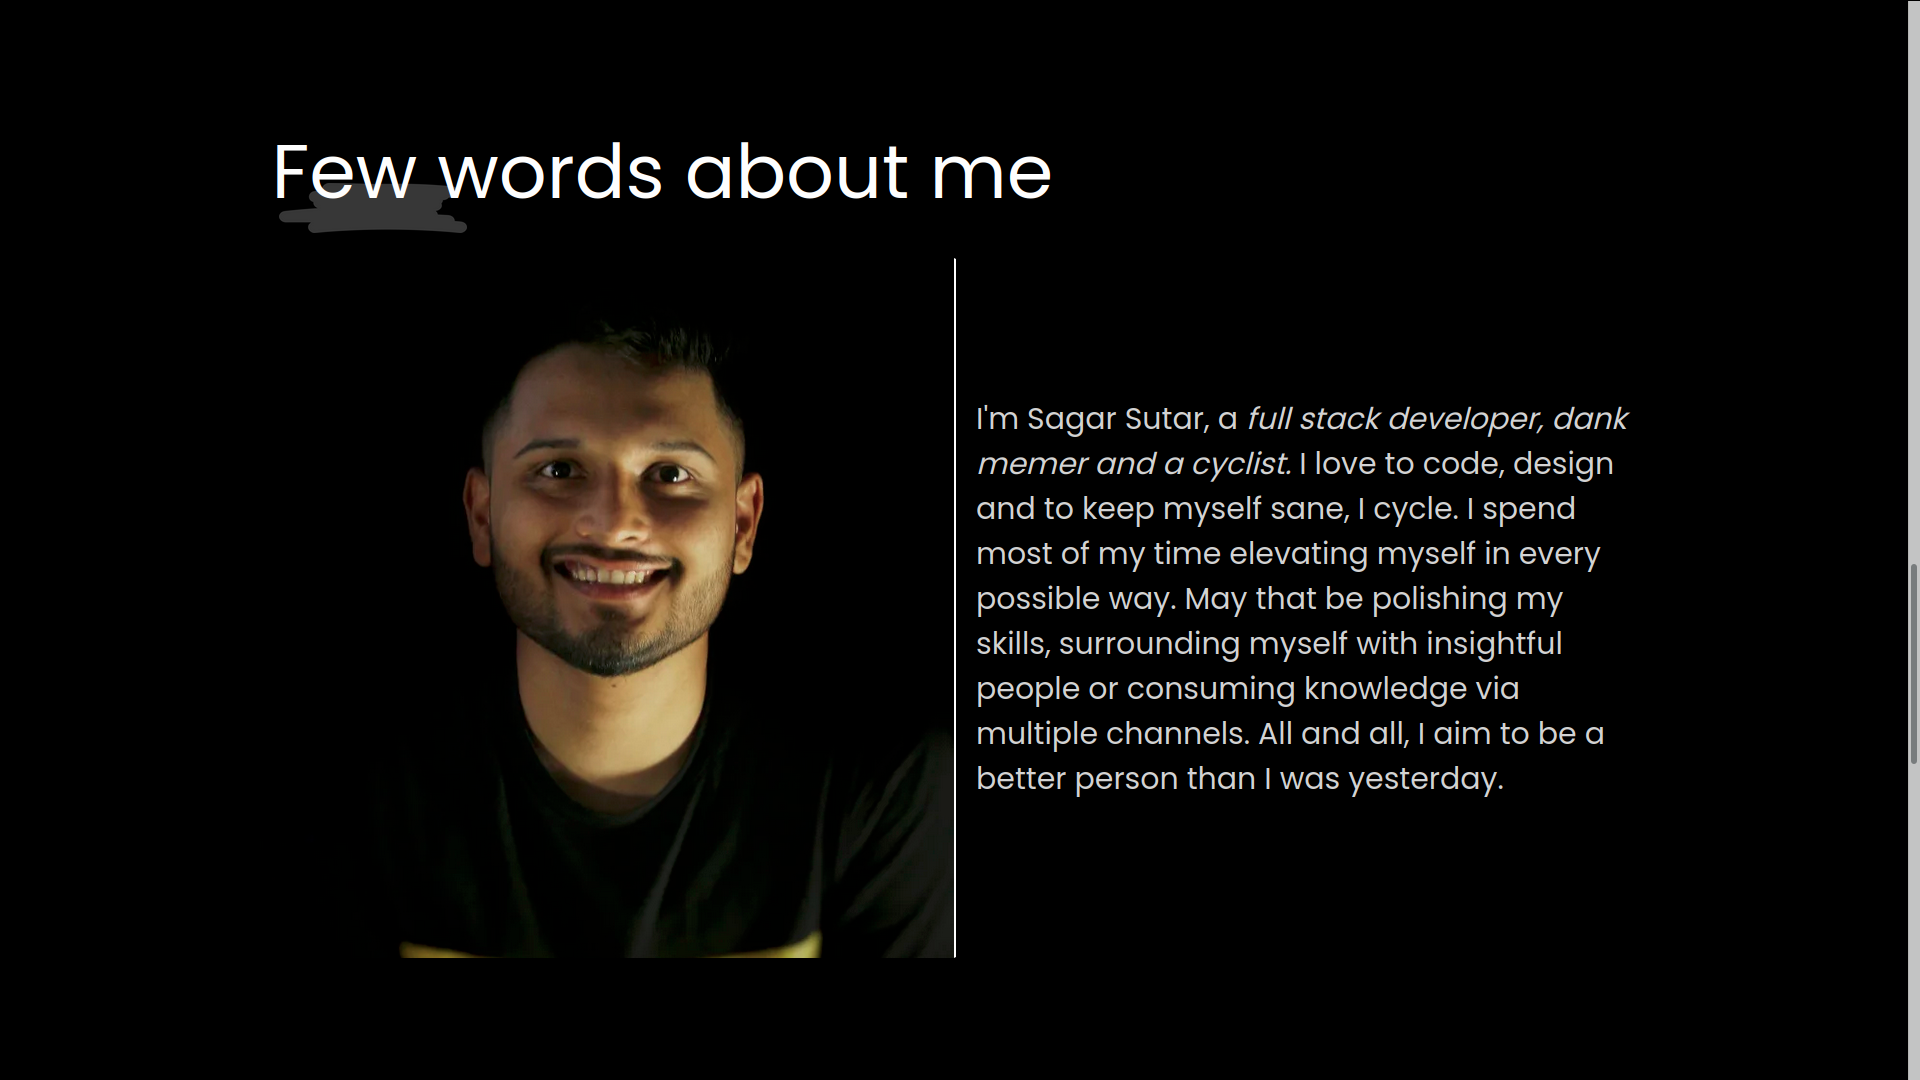 Few words about me
I'm Sagar Sutar, a full stack developer, dank
memer and a cyclist. I love to code, design
and to keep myself sane, I cycle. I spend
most of my time elevating myself in every
possible way. May that be polishing my
skills, surrounding myself with insightful
people or consuming knowledge via
multiple channels. All and all, I aim to be a
better person than I was yesterday.